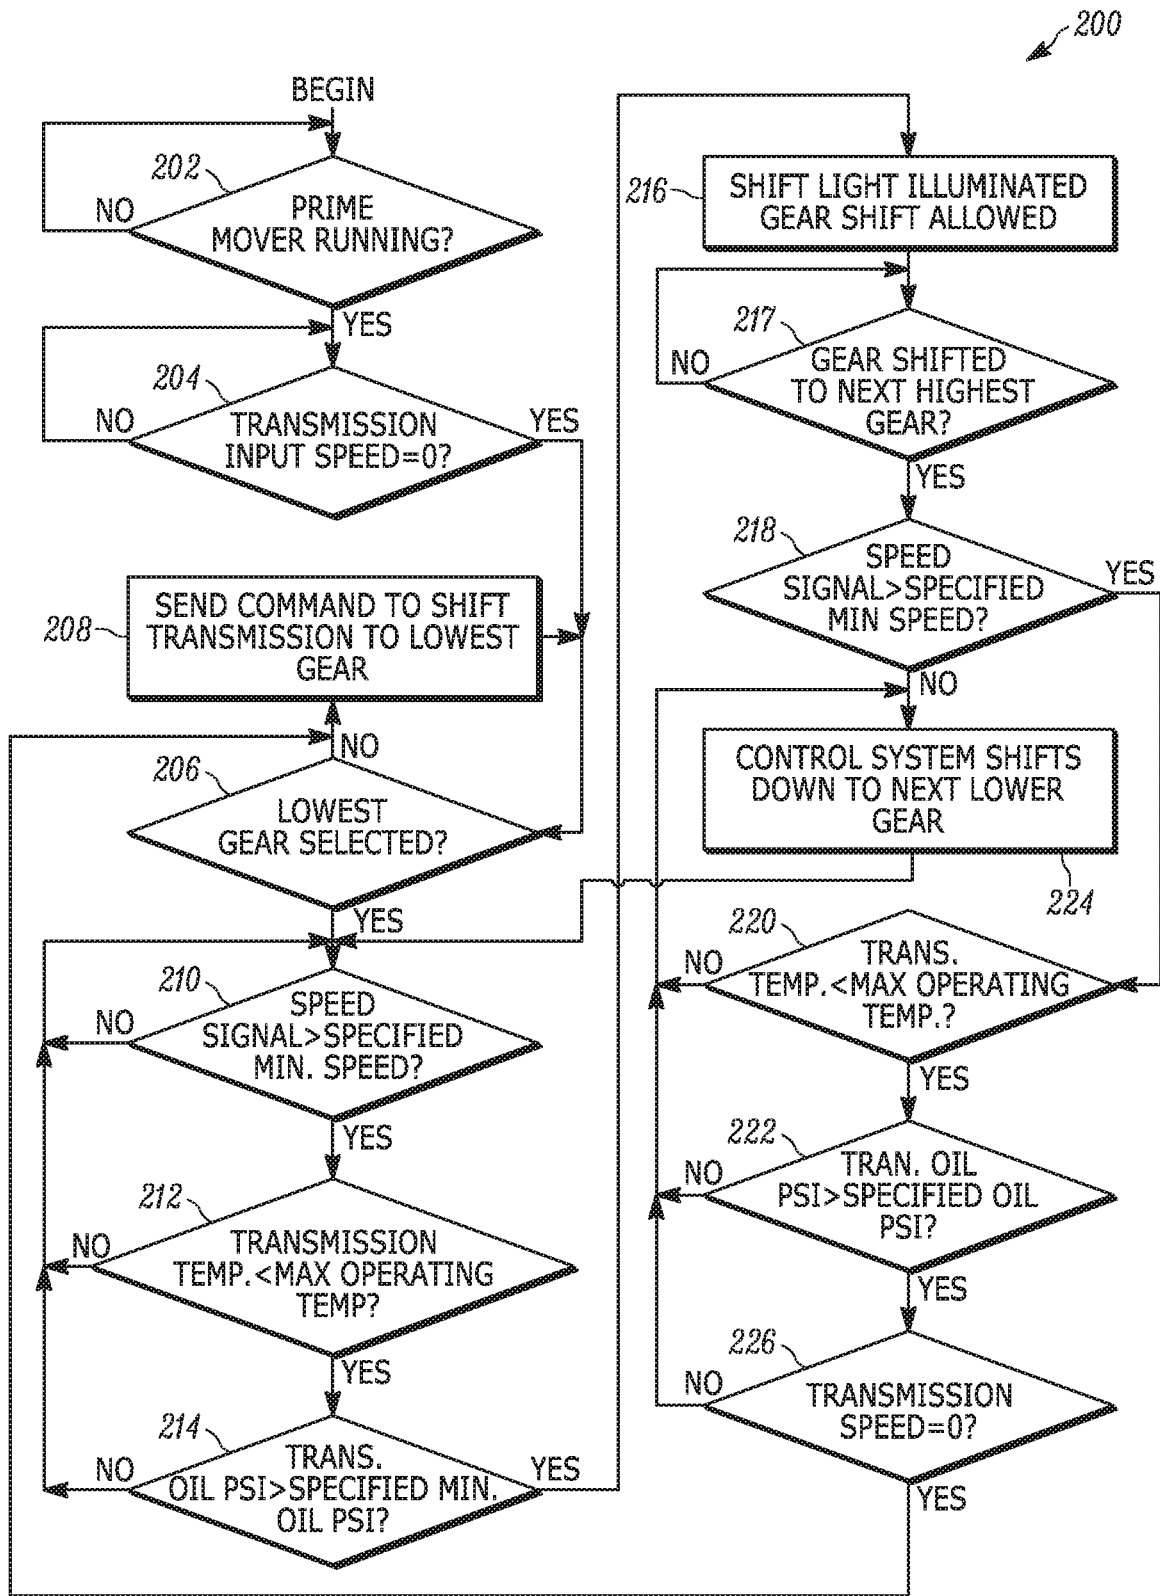 200
BEGIN
202
NO
PRIME
MOVER RUNNING?
YES
204
NO
TRANSMISSION
INPUT SPEED=0?
YES
208
SEND COMMAND TO SHIFT
TRANSMISSION TO LOWEST
GEAR
NO
206
LOWEST
GEAR SELECTED?
YES
210
NO
SPEED
SIGNAL>SPECIFIED
MIN. SPEED?
YES
212
NO
TRANSMISSION
TEMP.<MAX OPERATING
TEMP?
YES
214
NO
TRANS.
OIL PSI>SPECIFIED MIN.
OIL PSI?
YES
216
SHIFT LIGHT ILLUMINATED
GEAR SHIFT ALLOWED
217
NO
GEAR SHIFTED
TO NEXT HIGHEST
GEAR?
YES
218
SPEED
SIGNAL>SPECIFIED
MIN SPEED?
YES
NO
CONTROL SYSTEM SHIFTS
DOWN TO NEXT LOWER
GEAR
224
220
NO
TRANS.
TEMP.<MAX OPERATING
TEMP.?
YES
222
NO
TRAN. OIL
PSI>SPECIFIED OIL
PSI?
YES
226
NO
TRANSMISSION
SPEED=0?
YES